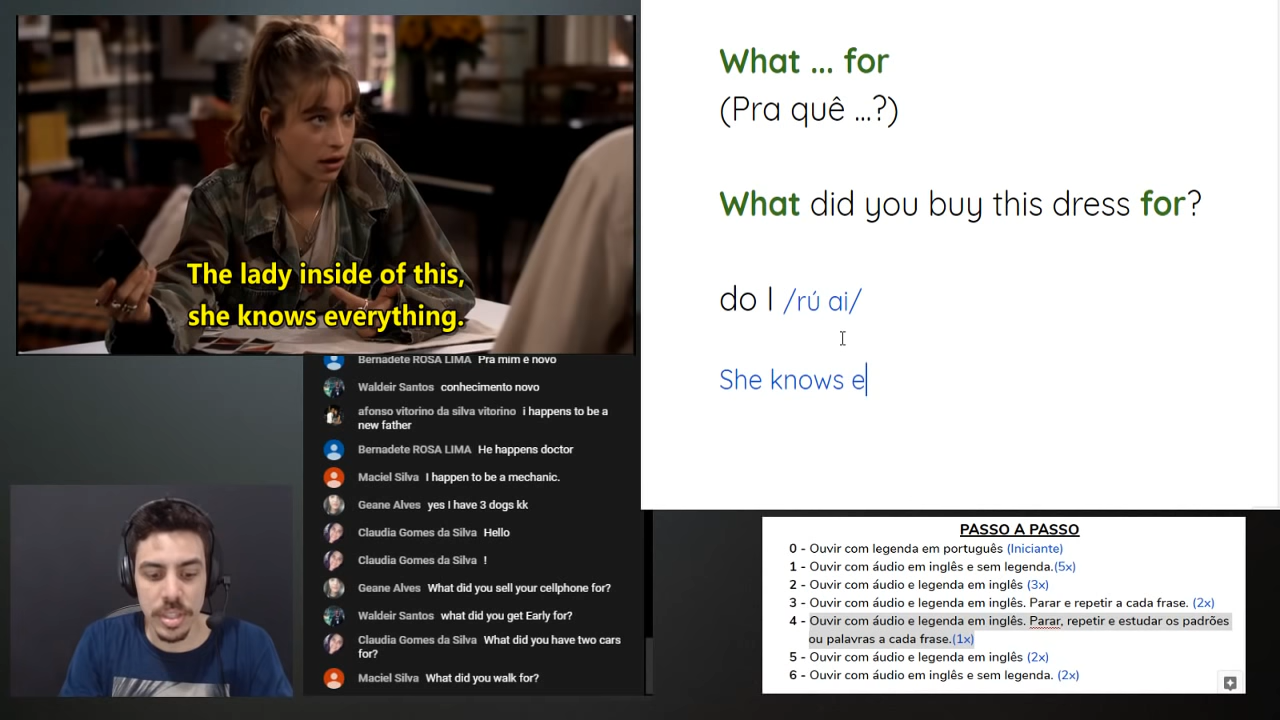 The lady inside of this,
she knows everything.
What ... for
(Pra quê ...?)
What did you buy this dress for?
do I /rú ai/
She knows e
Bernadete ROSA LIMA Pra mim e novo
Waldeir Santos conhecimento novo
afonso vitorino da silva vitorino i happens to be a
new father
Bernadete ROSA LIMA He happens doctor
Maciel Silva I happen to be a mechanic.
Geane Alves yes I have 3 dogs kk
Claudia Gomes da Silva Hello
Claudia Gomes da Silva !
Geane Alves What did you sell your cellphone for?
Waldeir Santos what did you get Early for?
Claudia Gomes da Silva What did you have two cars
for?
Maciel Silva What did you walk for?
PASSO A PASSO
0 - Ouvir com legenda em português (Iniciante)
1 - Ouvir com áudio em inglês e sem legenda.(5x)
2 - Ouvir com áudio e legenda em inglês (3x)
3 - Ouvir com áudio e legenda em inglês. Parar e repetir a cada frase. (2x)
4 - Ouvir com áudio e legenda em inglês. Parar, repetir e estudar os padrões
ou palavras a cada frase.(1x)
5 - Ouvir com áudio e legenda em inglês (2x)
6 - Ouvir com áudio em inglês e sem legenda. (2x)